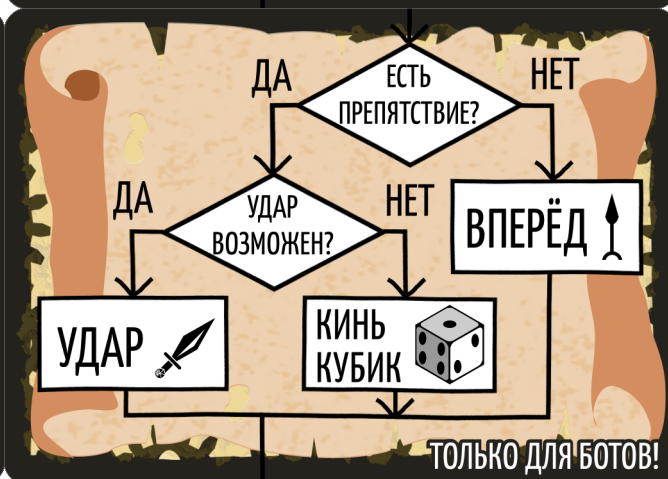 ЕСТЬ
ПРЕПЯТСТВИЕ?
ДА
НЕТ
УДАР
ВОЗМОЖЕН?
ДА
НЕТ
ВПЕРЁД
УДАР
КИНЬ
КУБИК
ТОЛЬКО ДЛЯ БОТОВ!